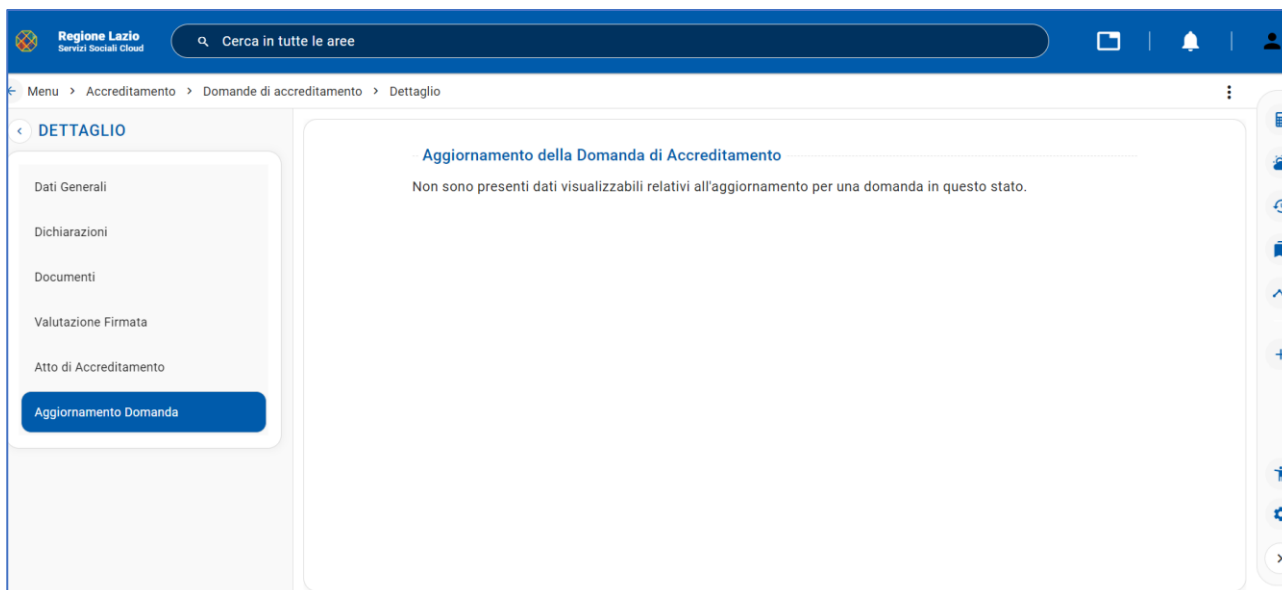 Regione Lazio
Servizi Sociali Cloud
Cerca in tutte le aree
Menu > Accreditamento > Domande di accreditamento > Dettaglio
DETTAGLIO
Dati Generali
Dichiarazioni
Documenti
Valutazione Firmata
Atto di Accreditamento
Aggiornamento Domanda
Aggiornamento della Domanda di Accreditamento
Non sono presenti dati visualizzabili relativi all'aggiornamento per una domanda in questo stato.